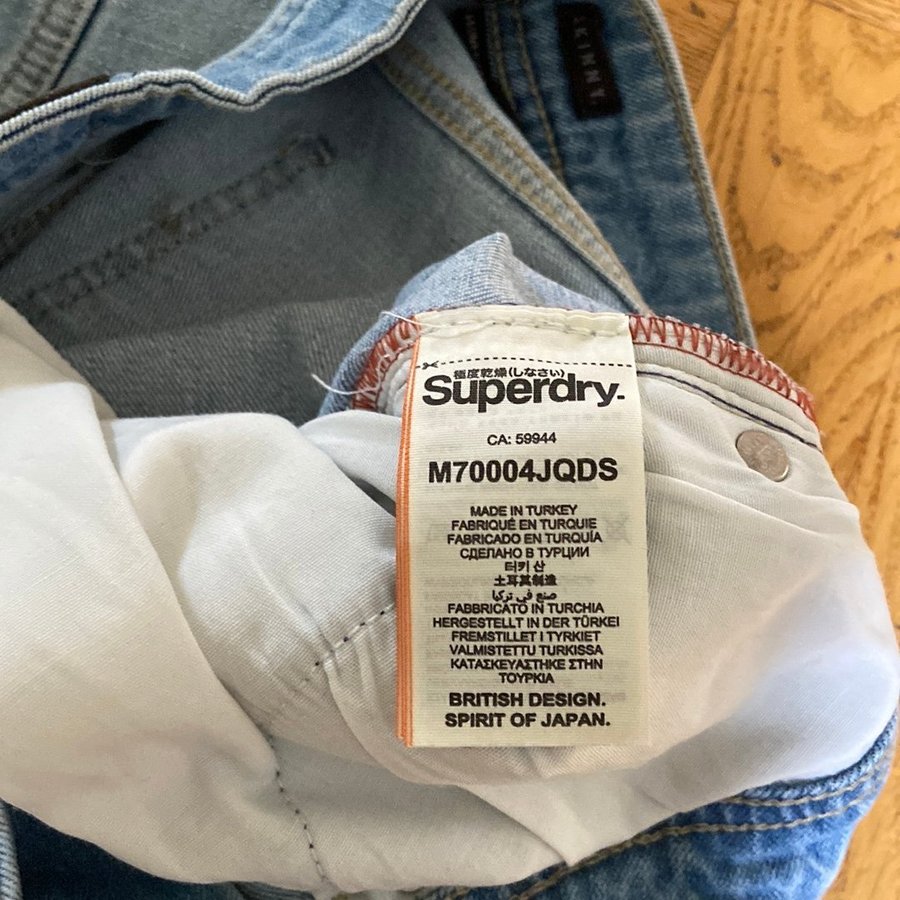 SKINNY.
極度乾燥(しなさい)
Superdry.
CA: 59944
M70004JQDS
MADE IN TURKEY
FABRIQUÉ EN TURQUIE
FABRICADO EN TURQUÍA
СДЕЛАНО В ТУРЦИИ
터키 산
土耳其制造
صنع في تركيا
FABBRICATO IN TURCHIA
HERGESTELLT IN DER TÜRKEI
FREMSTILLET I TYRKIET
VALMISTETTU TURKISSA
ΚΑΤΑΣΚΕΥΑΣΤΗΚΕ ΣΤΗΝ
ΤΟΥΡΚΙΑ
BRITISH DESIGN.
SPIRIT OF JAPAN.